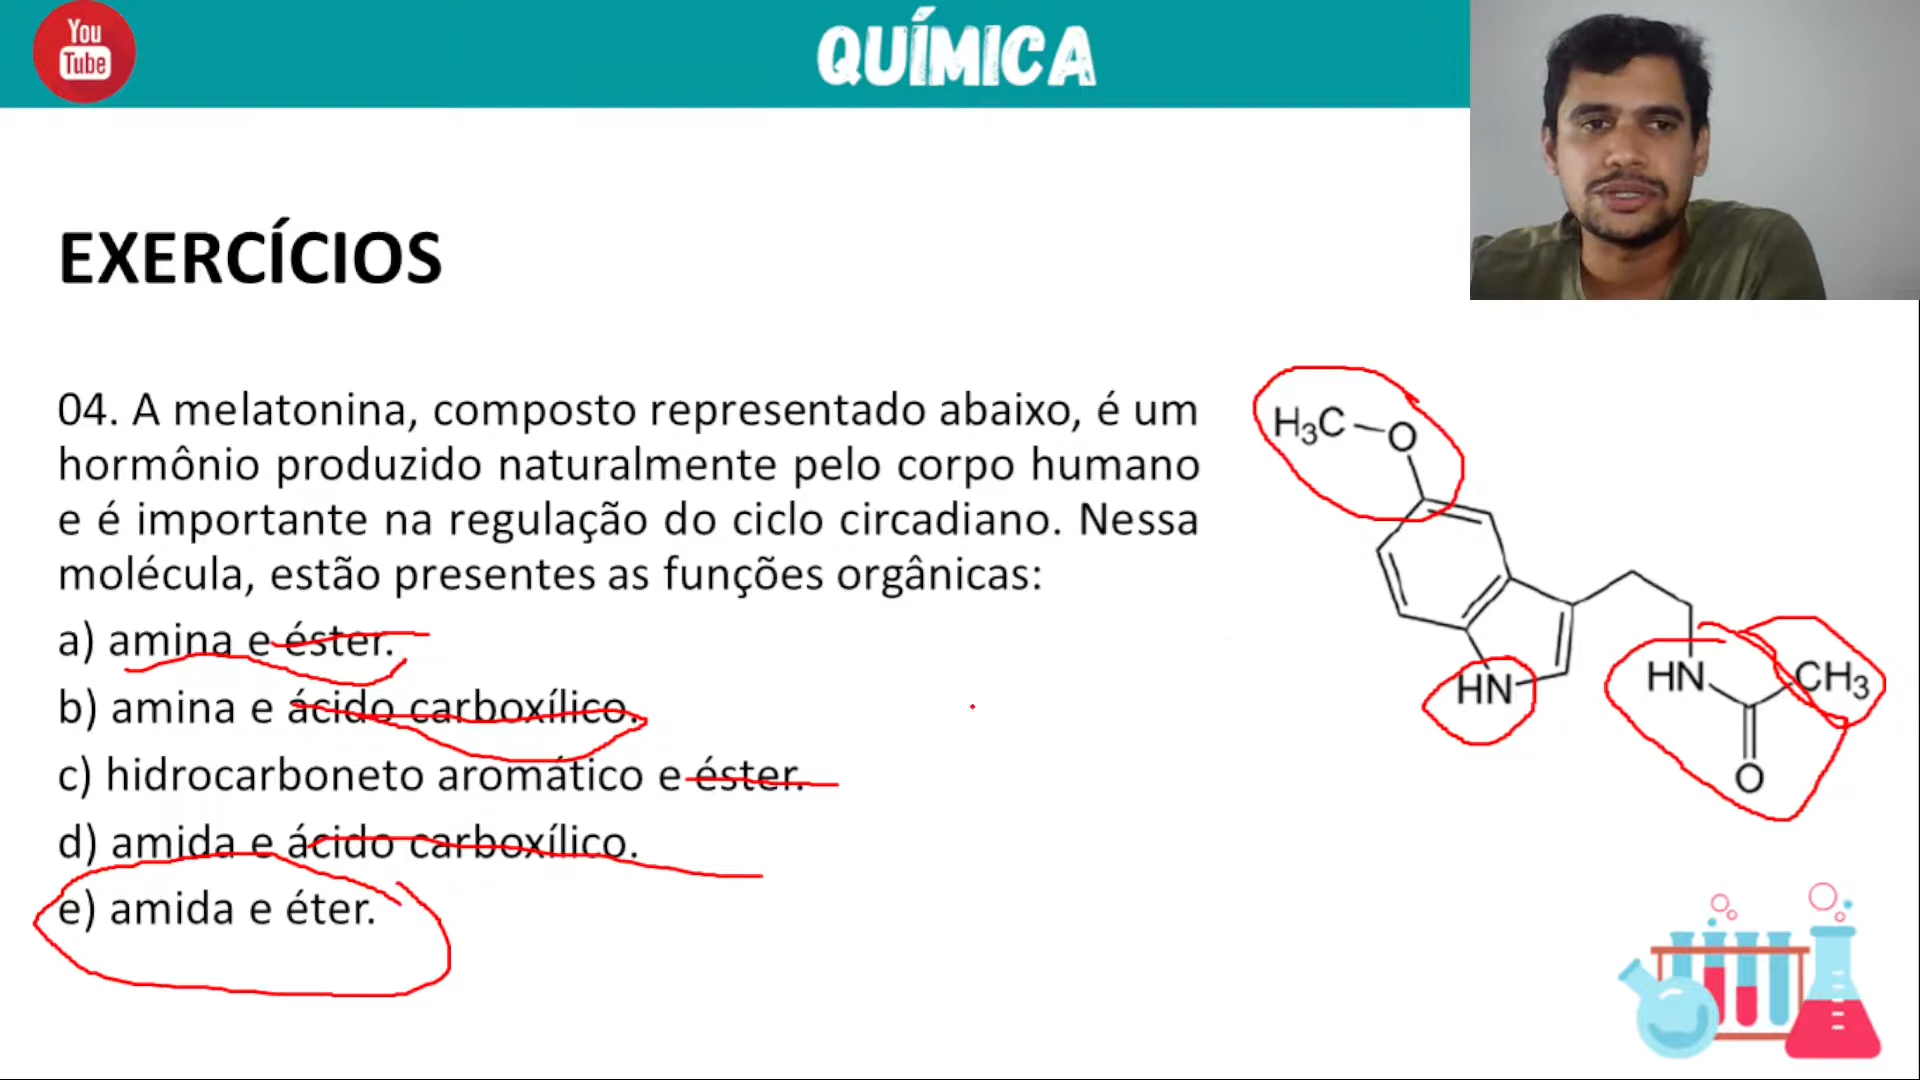 You
Tube
QUÍMICA
EXERCÍCIOS
04. A melatonina, composto representado abaixo, é um
hormônio produzido naturalmente pelo corpo humano
e é importante na regulação do ciclo circadiano. Nessa
molécula, estão presentes as funções orgânicas:
a) amina e éster.
b) amina e ácido carboxílico.
c) hidrocarboneto aromático e éster.
d) amida e ácido carboxílico.
e) amida e éter.
H₃C
O
HN
HN
CH₃
O